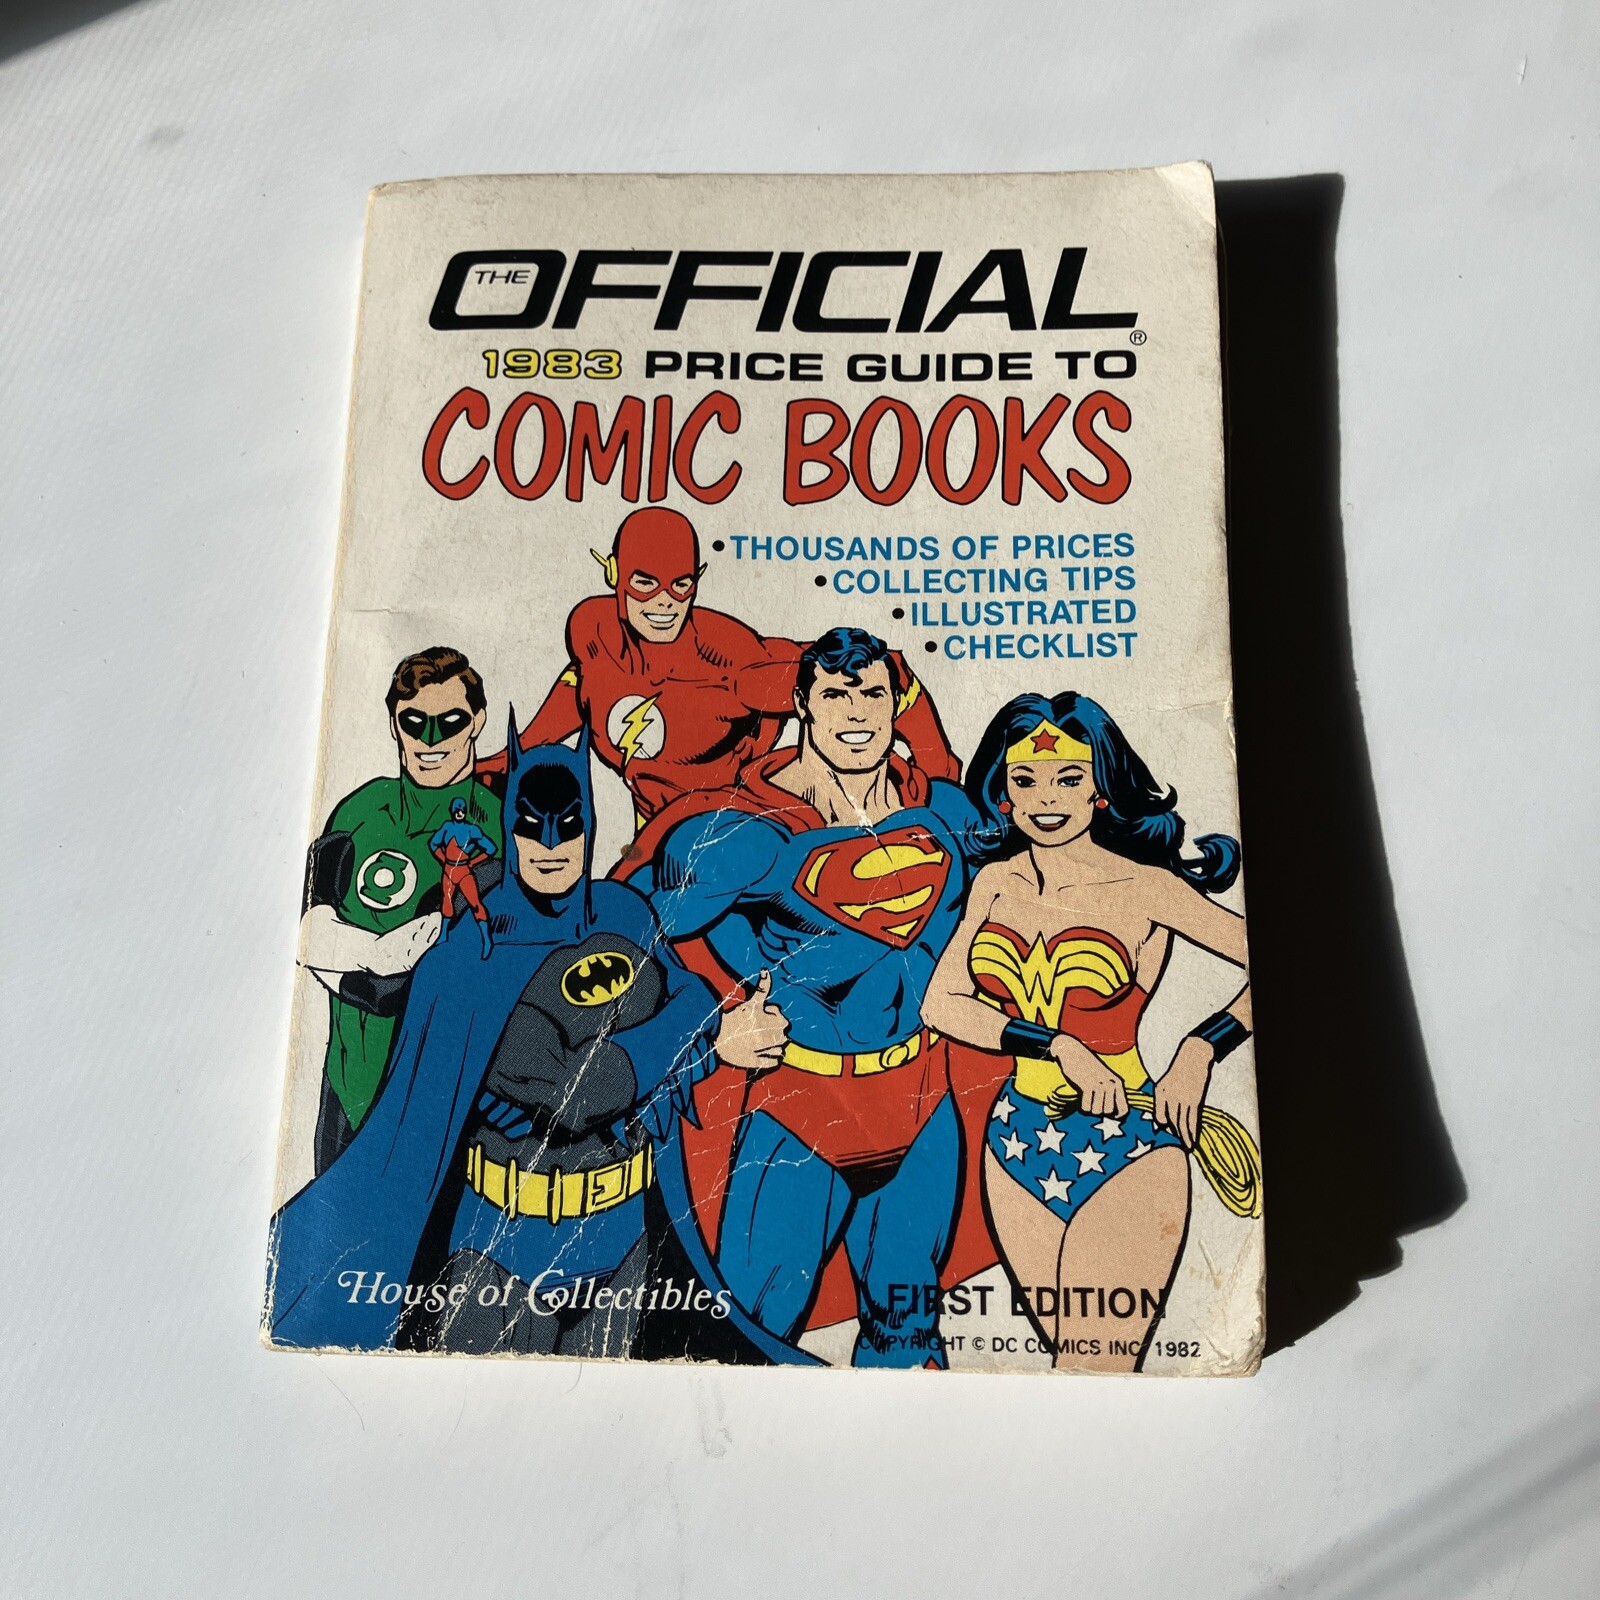 THE OFFICIAL®
1983 PRICE GUIDE TO
COMIC BOOKS
•THOUSANDS OF PRICES
•COLLECTING TIPS
•ILLUSTRATED
•CHECKLIST
House of Collectibles
FIRST EDITION
COPYRIGHT © DC COMICS INC. 1982